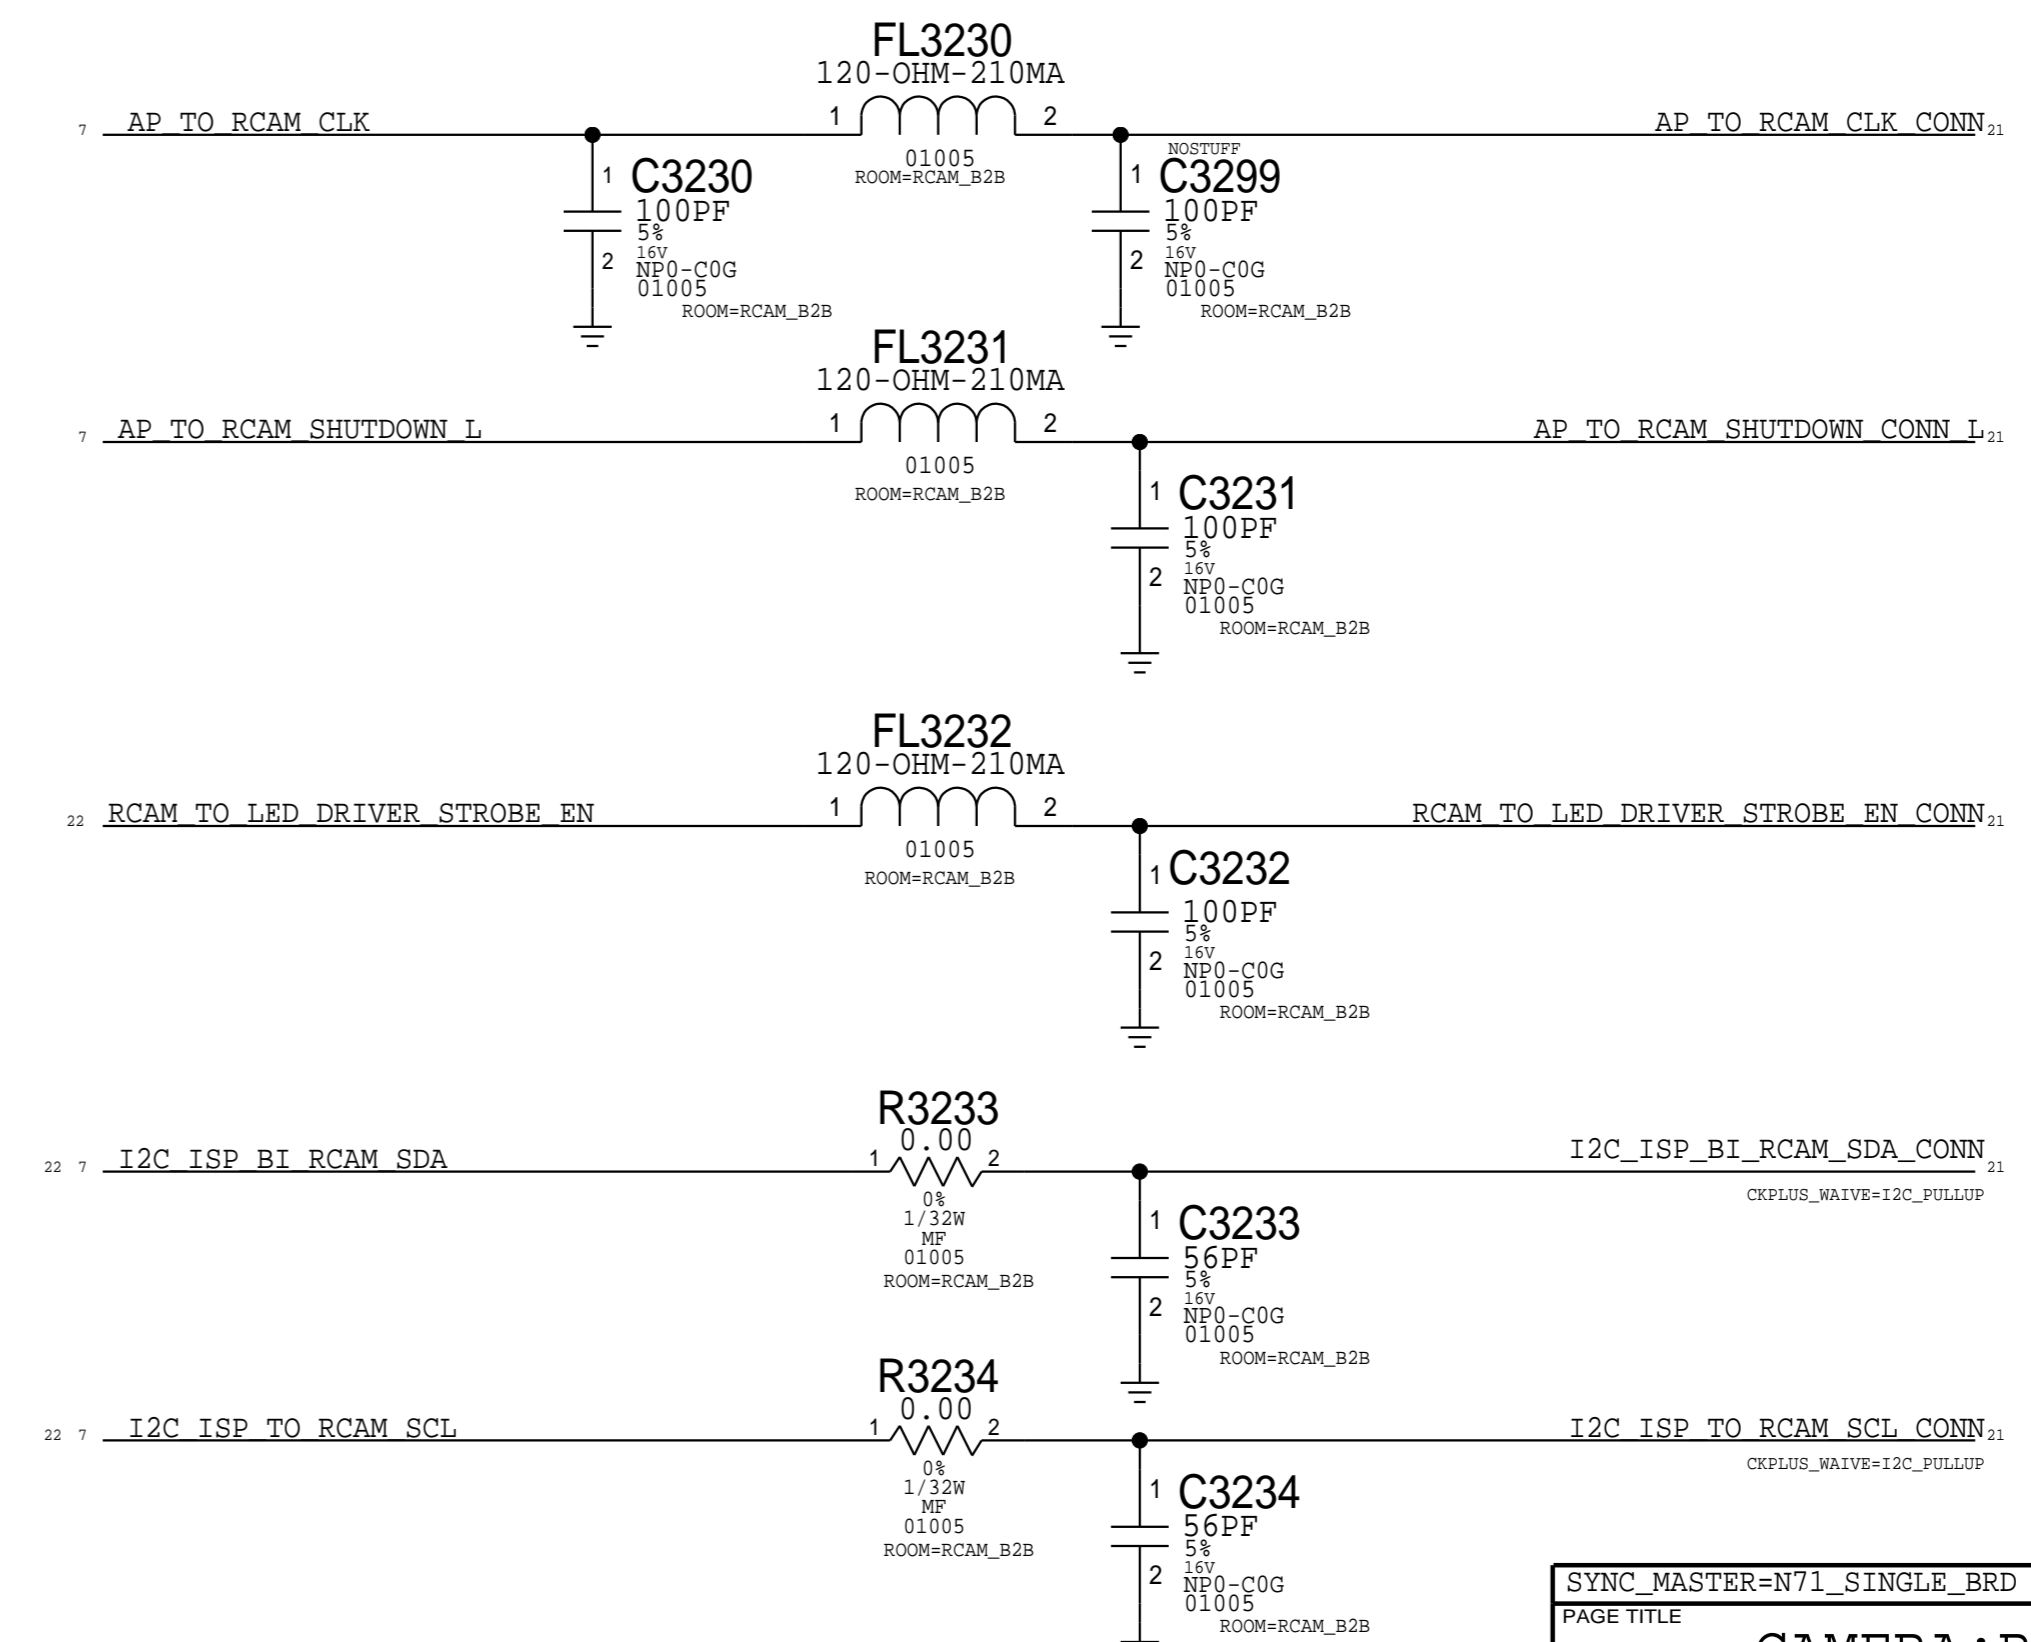 FL3230
120-OHM-210MA
7 AP_TO_RCAM_CLK 1 2 AP_TO_RCAM_CLK_CONN 21
01005
ROOM=RCAM_B2B
1 C3230
100PF
5%
16V
2 NP0-C0G
01005
ROOM=RCAM_B2B
NOSTUFF
1 C3299
100PF
5%
16V
2 NP0-C0G
01005
ROOM=RCAM_B2B
FL3231
120-OHM-210MA
7 AP_TO_RCAM_SHUTDOWN_L 1 2 AP_TO_RCAM_SHUTDOWN_CONN_L 21
01005
ROOM=RCAM_B2B
1 C3231
100PF
5%
16V
2 NP0-C0G
01005
ROOM=RCAM_B2B
FL3232
120-OHM-210MA
22 RCAM_TO_LED_DRIVER_STROBE_EN 1 2 RCAM_TO_LED_DRIVER_STROBE_EN_CONN 21
01005
ROOM=RCAM_B2B
1 C3232
100PF
5%
16V
2 NP0-C0G
01005
ROOM=RCAM_B2B
R3233
0.00
22 7 I2C_ISP_BI_RCAM_SDA 1 2 I2C_ISP_BI_RCAM_SDA_CONN 21
CKPLUS_WAIVE=I2C_PULLUP
0%
1/32W
MF
01005
ROOM=RCAM_B2B
1 C3233
56PF
5%
16V
2 NP0-C0G
01005
ROOM=RCAM_B2B
R3234
0.00
22 7 I2C_ISP_TO_RCAM_SCL 1 2 I2C_ISP_TO_RCAM_SCL_CONN 21
CKPLUS_WAIVE=I2C_PULLUP
0%
1/32W
MF
01005
ROOM=RCAM_B2B
1 C3234
56PF
5%
16V
2 NP0-C0G
01005
ROOM=RCAM_B2B
SYNC_MASTER=N71_SINGLE_BRD
PAGE TITLE